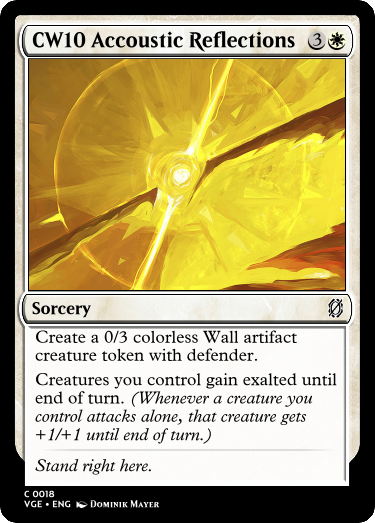 CW10 Accoustic Reflections 3
Sorcery
Create a 0/3 colorless Wall artifact
creature token with defender.
Creatures you control gain exalted until
end of turn. (Whenever a creature you
control attacks alone, that creature gets
+1/+1 until end of turn.)
Stand right here.
C 0018
VGE • ENG DOMINIK MAYER